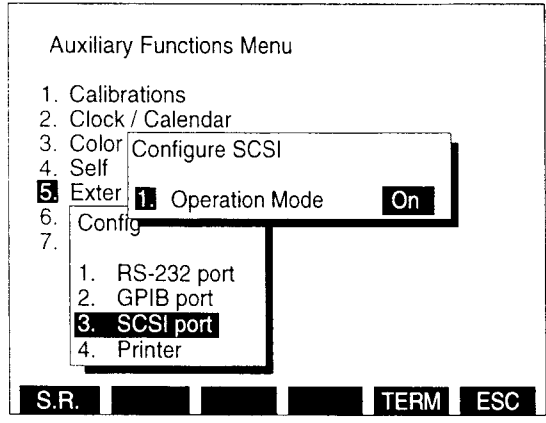 Auxiliary Functions Menu
1. Calibrations
2. Clock / Calendar
3. Color
4. Self
5. Exter
6.
7.
Configure SCSI
1. Operation Mode On
Config
1. RS-232 port
2. GPIB port
3. SCSI port
4. Printer
S.R. TERM ESC